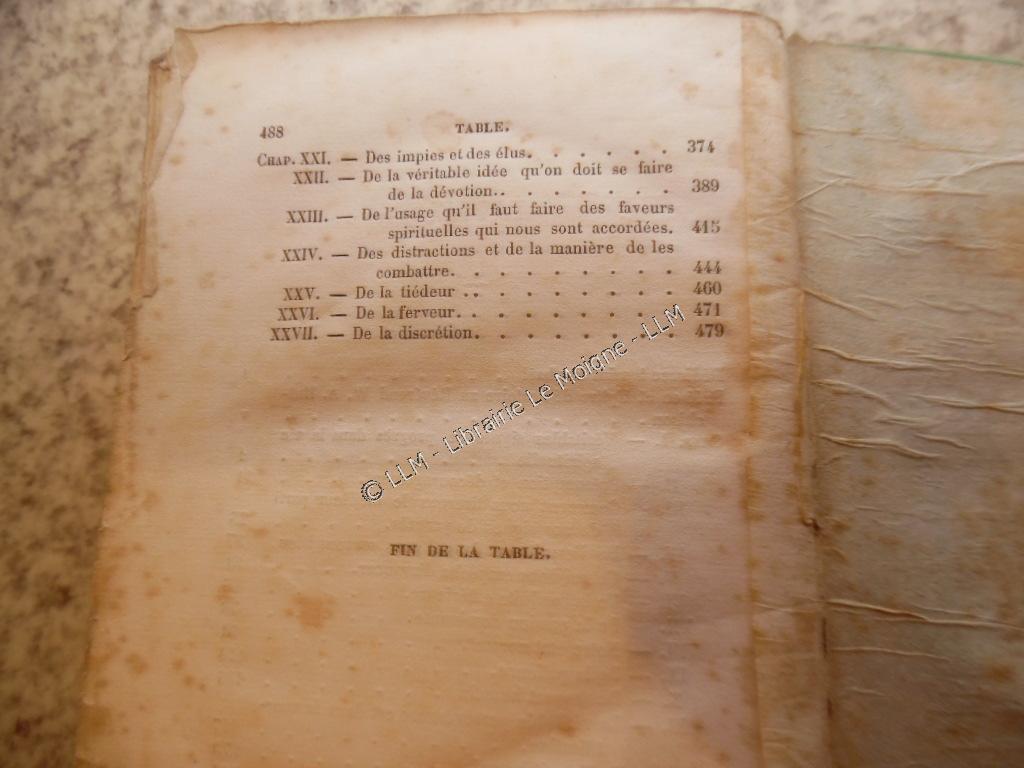 488 TABLE.
CHAP. XXI. — Des impies et des élus. . . . . . . 374
XXII. — De la véritable idée qu'on doit se faire
de la dévotion. . . . . . . . . 389
XXIII. — De l'usage qu'il faut faire des faveurs
spirituelles qui nous sont accordées. 415
XXIV. — Des distractions et de la manière de les
combattre. . . . . . . . . . 444
XXV. — De la tiédeur . . . . . . . . . 460
XXVI. — De la ferveur. . . . . . . . . 471
XXVII. — De la discrétion. . . . . . . . . 479
© LLM - Librairie Le Moigne - LLM
FIN DE LA TABLE.